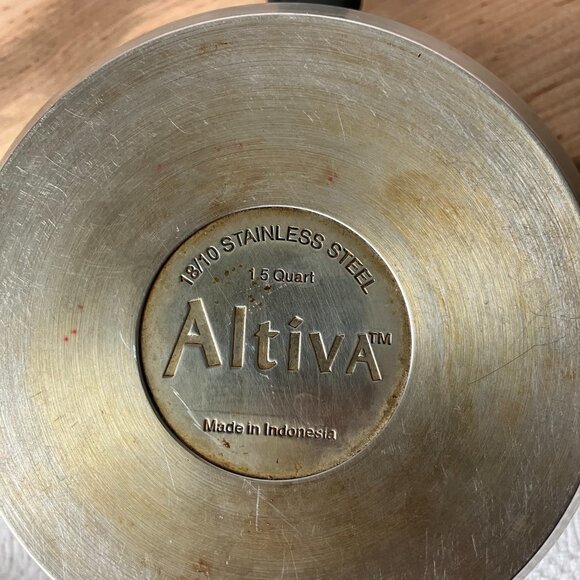 18/10 STAINLESS STEEL
1.5 Quart
AltivA™
Made in Indonesia